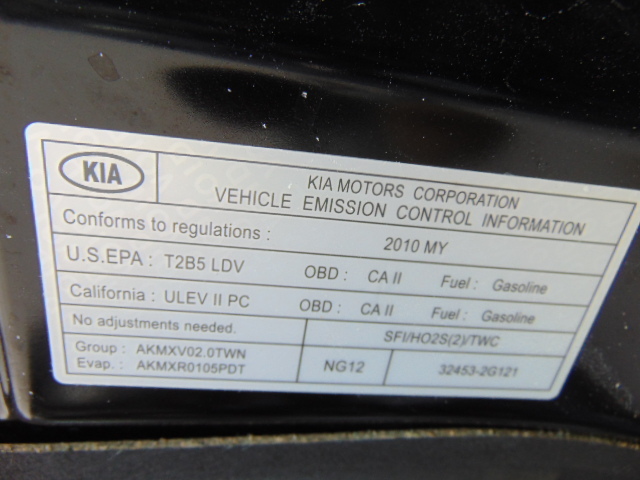 KIA
KIA MOTORS CORPORATION
VEHICLE EMISSION CONTROL INFORMATION
Conforms to regulations : 2010 MY
U.S.EPA : T2B5 LDV OBD : CA II Fuel : Gasoline
California : ULEV II PC OBD : CA II Fuel : Gasoline
No adjustments needed. SFI/HO2S(2)/TWC
Group : AKMXV02.0TWN
Evap. : AKMXR0105PDT
NG12 32453-2G121